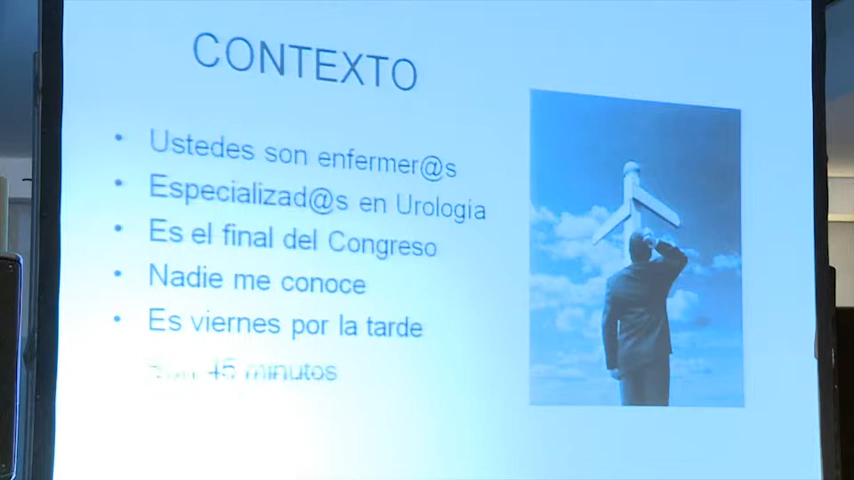 CONTEXTO
• Ustedes son enfermer@s
• Especializad@s en Urología
• Es el final del Congreso
• Nadie me conoce
• Es viernes por la tarde
45 minutos